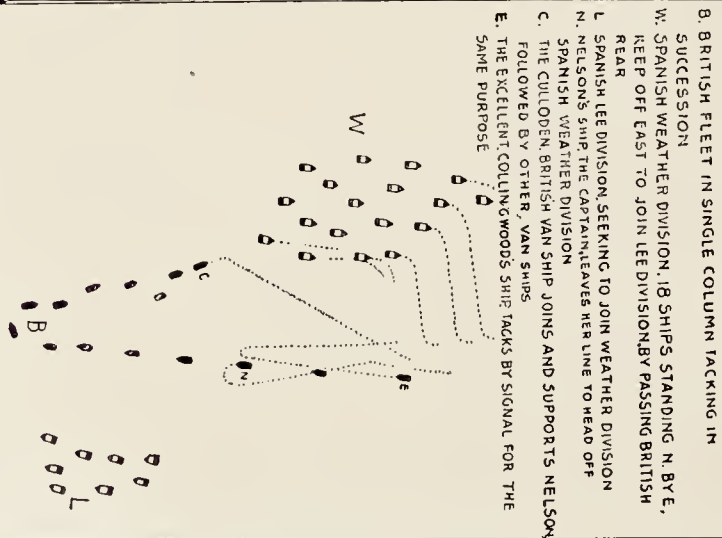 B. BRITISH FLEET IN SINGLE COLUMN TACKING IN
SUCCESSION
W. SPANISH WEATHER DIVISION, 18 SHIPS STANDING N. BYE,
KEEP OFF EAST TO JOIN LEE DIVISION, BY PASSING BRITISH
REAR
L SPANISH LEE DIVISION, SEEKING TO JOIN WEATHER DIVISION
N. NELSON'S SHIP, THE CAPTAIN, LEAVES HER LINE TO HEAD OFF
SPANISH WEATHER DIVISION
C. THE CULLODEN, BRITISH VAN SHIP JOINS AND SUPPORTS NELSON,
FOLLOWED BY OTHER, VAN SHIPS
E. THE EXCELLENT, COLLINGWOOD'S SHIP, TACKS BY SIGNAL FOR THE
SAME PURPOSE
W
C
B
N
E
L